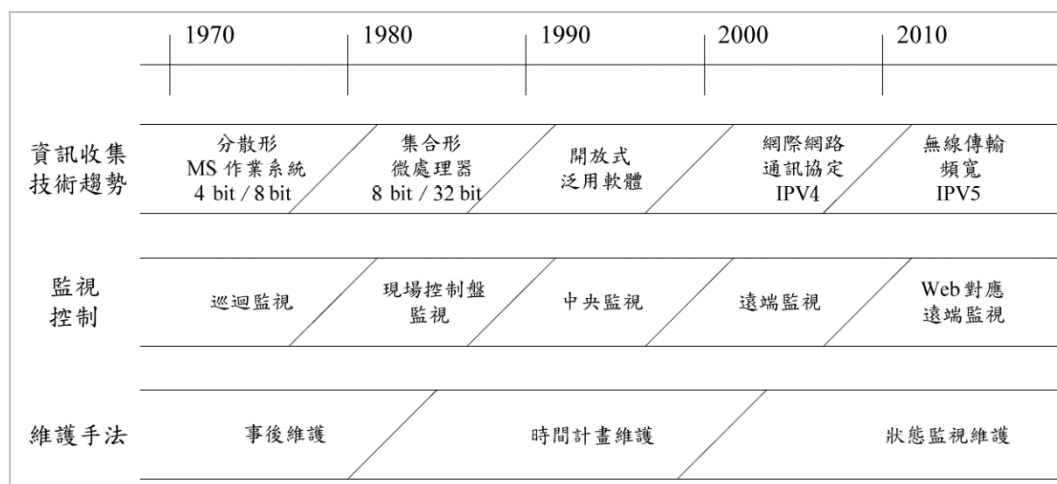 1970 1980 1990 2000 2010
資訊收集
技術趨勢
分散形
MS 作業系統
4 bit / 8 bit
集合形
微處理器
8 bit / 32 bit
開放式
泛用軟體
網際網路
通訊協定
IPV4
無線傳輸
頻寬
IPV5
監視
控制
巡迴監視
現場控制盤
監視
中央監視
遠端監視
Web 對應
遠端監視
維護手法
事後維護
時間計畫維護
狀態監視維護